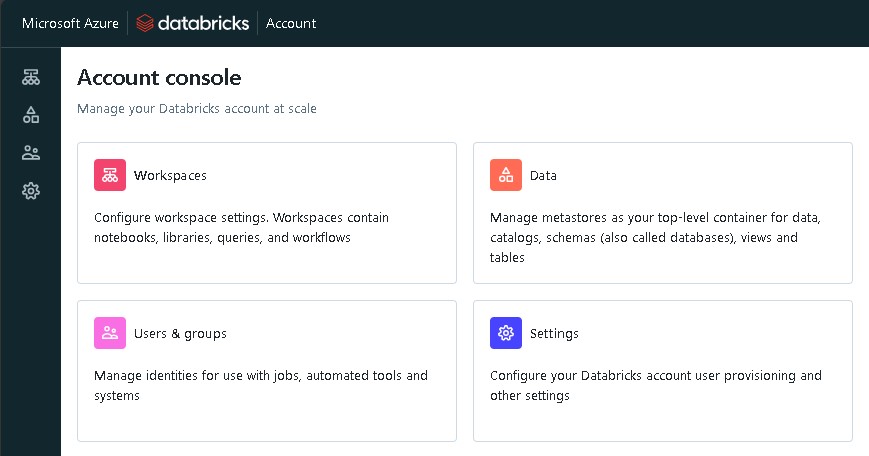 Microsoft Azure
databricks
Account
Account console
Manage your Databricks account at scale
Workspaces
Configure workspace settings. Workspaces contain
notebooks, libraries, queries, and workflows
Data
Manage metastores as your top-level container for data,
catalogs, schemas (also called databases), views and
tables
Users & groups
Manage identities for use with jobs, automated tools and
systems
Settings
Configure your Databricks account user provisioning and
other settings